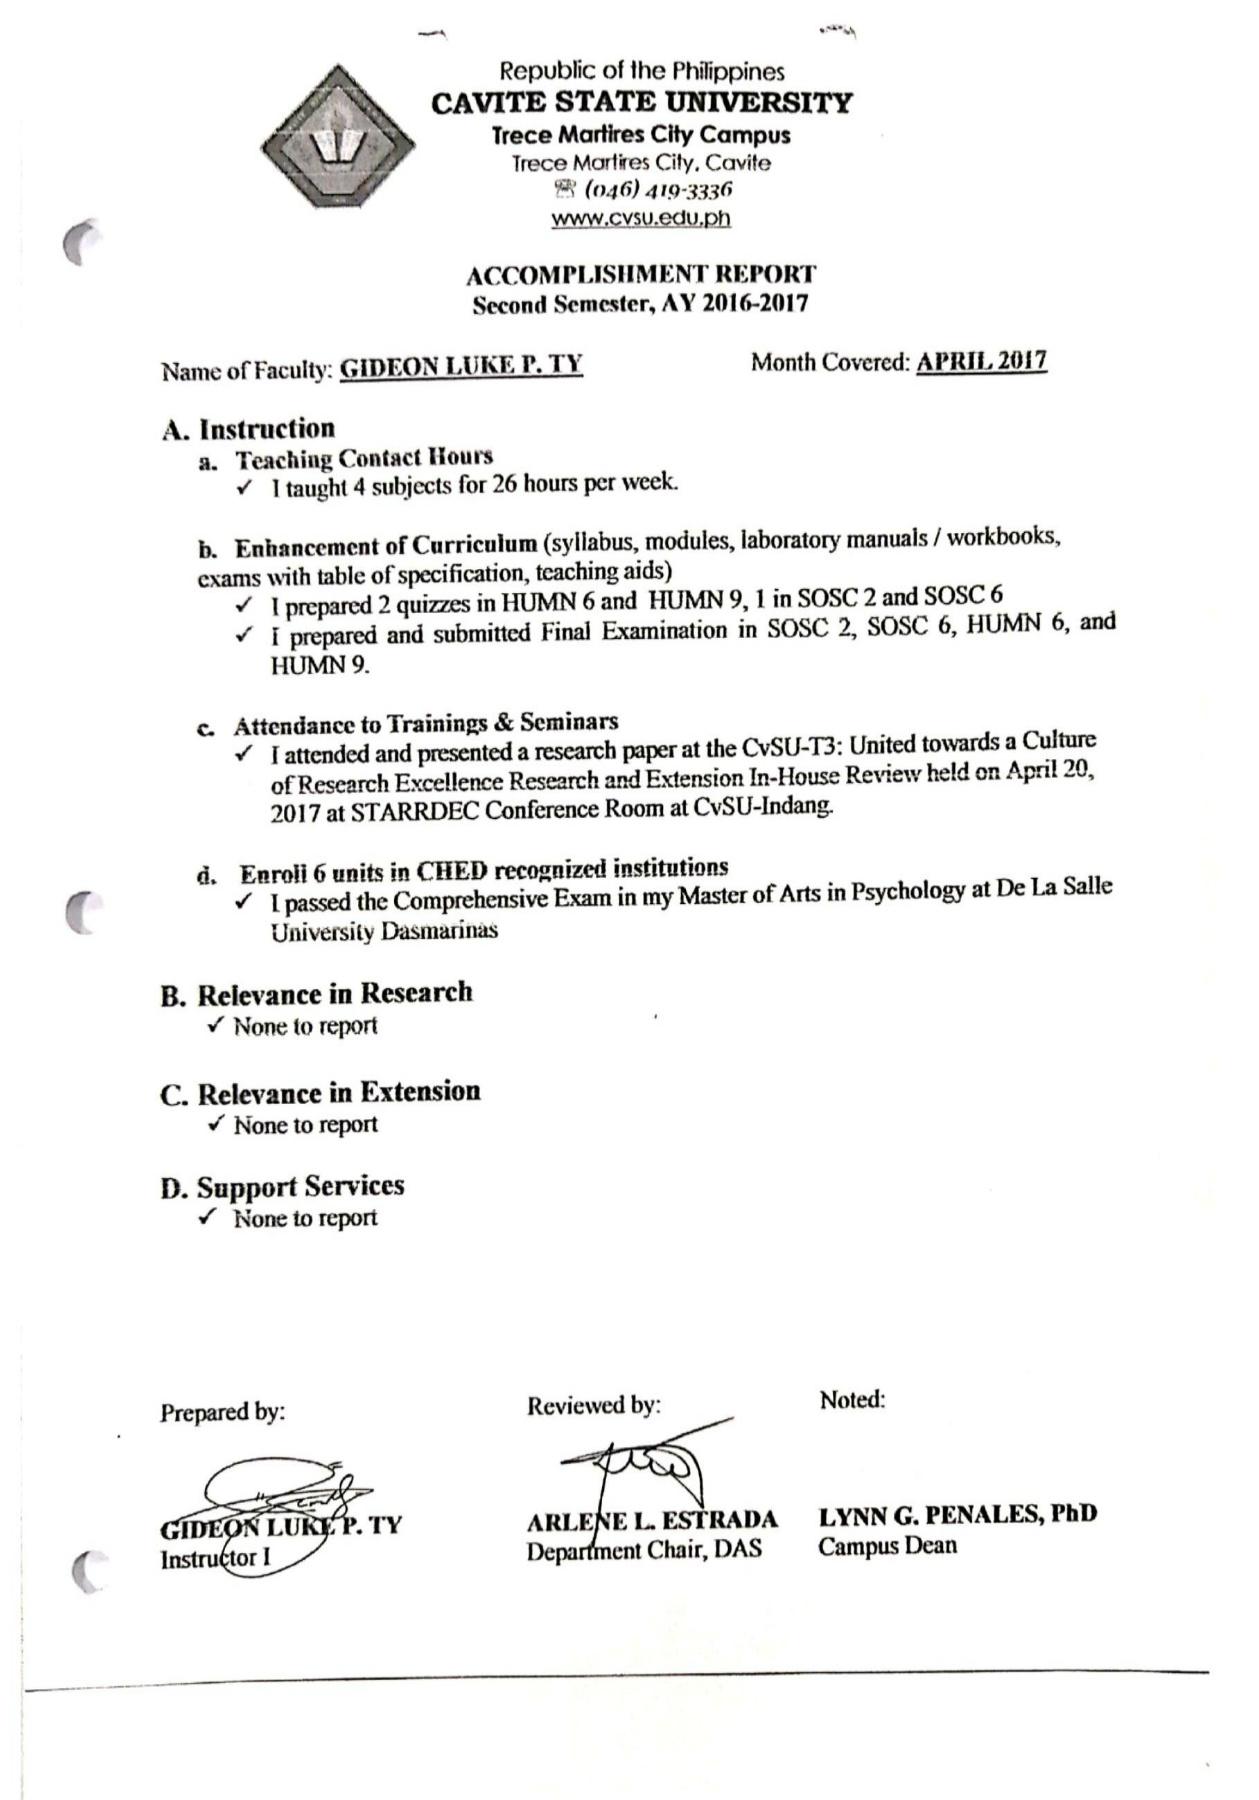 Republic of the Philippines
CAVITE STATE UNIVERSITY
Trece Martires City Campus
Trece Martires City, Cavite
☏ (046) 419-3336
www.cvsu.edu.ph
ACCOMPLISHMENT REPORT
Second Semester, AY 2016-2017
Name of Faculty: GIDEON LUKE P. TY Month Covered: APRIL 2017
A. Instruction
a. Teaching Contact Hours
✓ I taught 4 subjects for 26 hours per week.
b. Enhancement of Curriculum (syllabus, modules, laboratory manuals / workbooks,
exams with table of specification, teaching aids)
✓ I prepared 2 quizzes in HUMN 6 and HUMN 9, 1 in SOSC 2 and SOSC 6
✓ I prepared and submitted Final Examination in SOSC 2, SOSC 6, HUMN 6, and
HUMN 9.
c. Attendance to Trainings & Seminars
✓ I attended and presented a research paper at the CvSU-T3: United towards a Culture
of Research Excellence Research and Extension In-House Review held on April 20,
2017 at STARRDEC Conference Room at CvSU-Indang.
d. Enroll 6 units in CHED recognized institutions
✓ I passed the Comprehensive Exam in my Master of Arts in Psychology at De La Salle
University Dasmarinas
B. Relevance in Research
✓ None to report
C. Relevance in Extension
✓ None to report
D. Support Services
✓ None to report
Prepared by: Reviewed by: Noted:
GIDEON LUKE P. TY ARLENE L. ESTRADA LYNN G. PENALES, PhD
Instructor I Department Chair, DAS Campus Dean